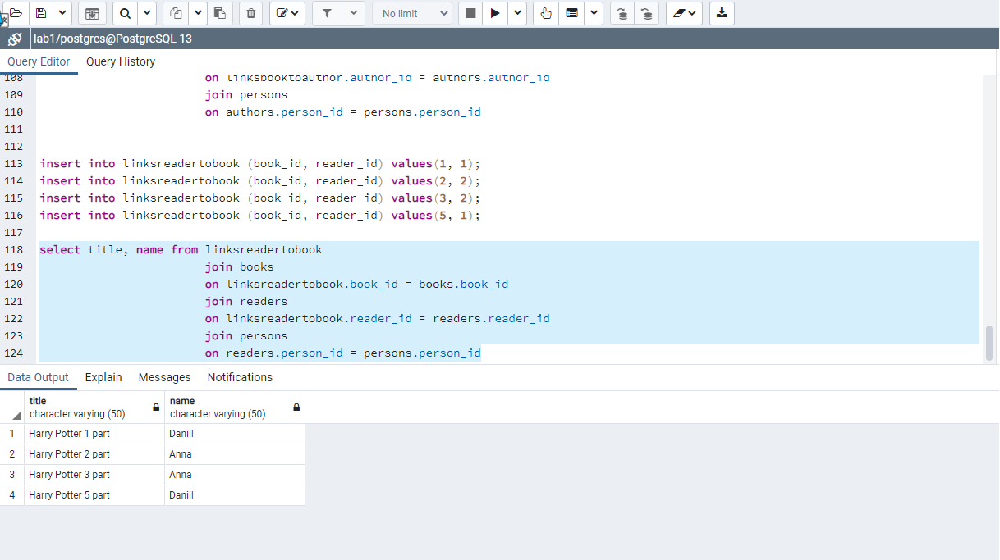 No limit
lab1/postgres@PostgreSQL 13
Query Editor Query History
108 on linksbooktoauthor.author_id = authors.author_id
109 join persons
110 on authors.person_id = persons.person_id
111
112
113 insert into linksreadertobook (book_id, reader_id) values(1, 1);
114 insert into linksreadertobook (book_id, reader_id) values(2, 2);
115 insert into linksreadertobook (book_id, reader_id) values(3, 2);
116 insert into linksreadertobook (book_id, reader_id) values(5, 1);
117
118 select title, name from linksreadertobook
119 join books
120 on linksreadertobook.book_id = books.book_id
121 join readers
122 on linksreadertobook.reader_id = readers.reader_id
123 join persons
124 on readers.person_id = persons.person_id
Data Output Explain Messages Notifications
title name
character varying (50) character varying (50)
1 Harry Potter 1 part Daniil
2 Harry Potter 2 part Anna
3 Harry Potter 3 part Anna
4 Harry Potter 5 part Daniil